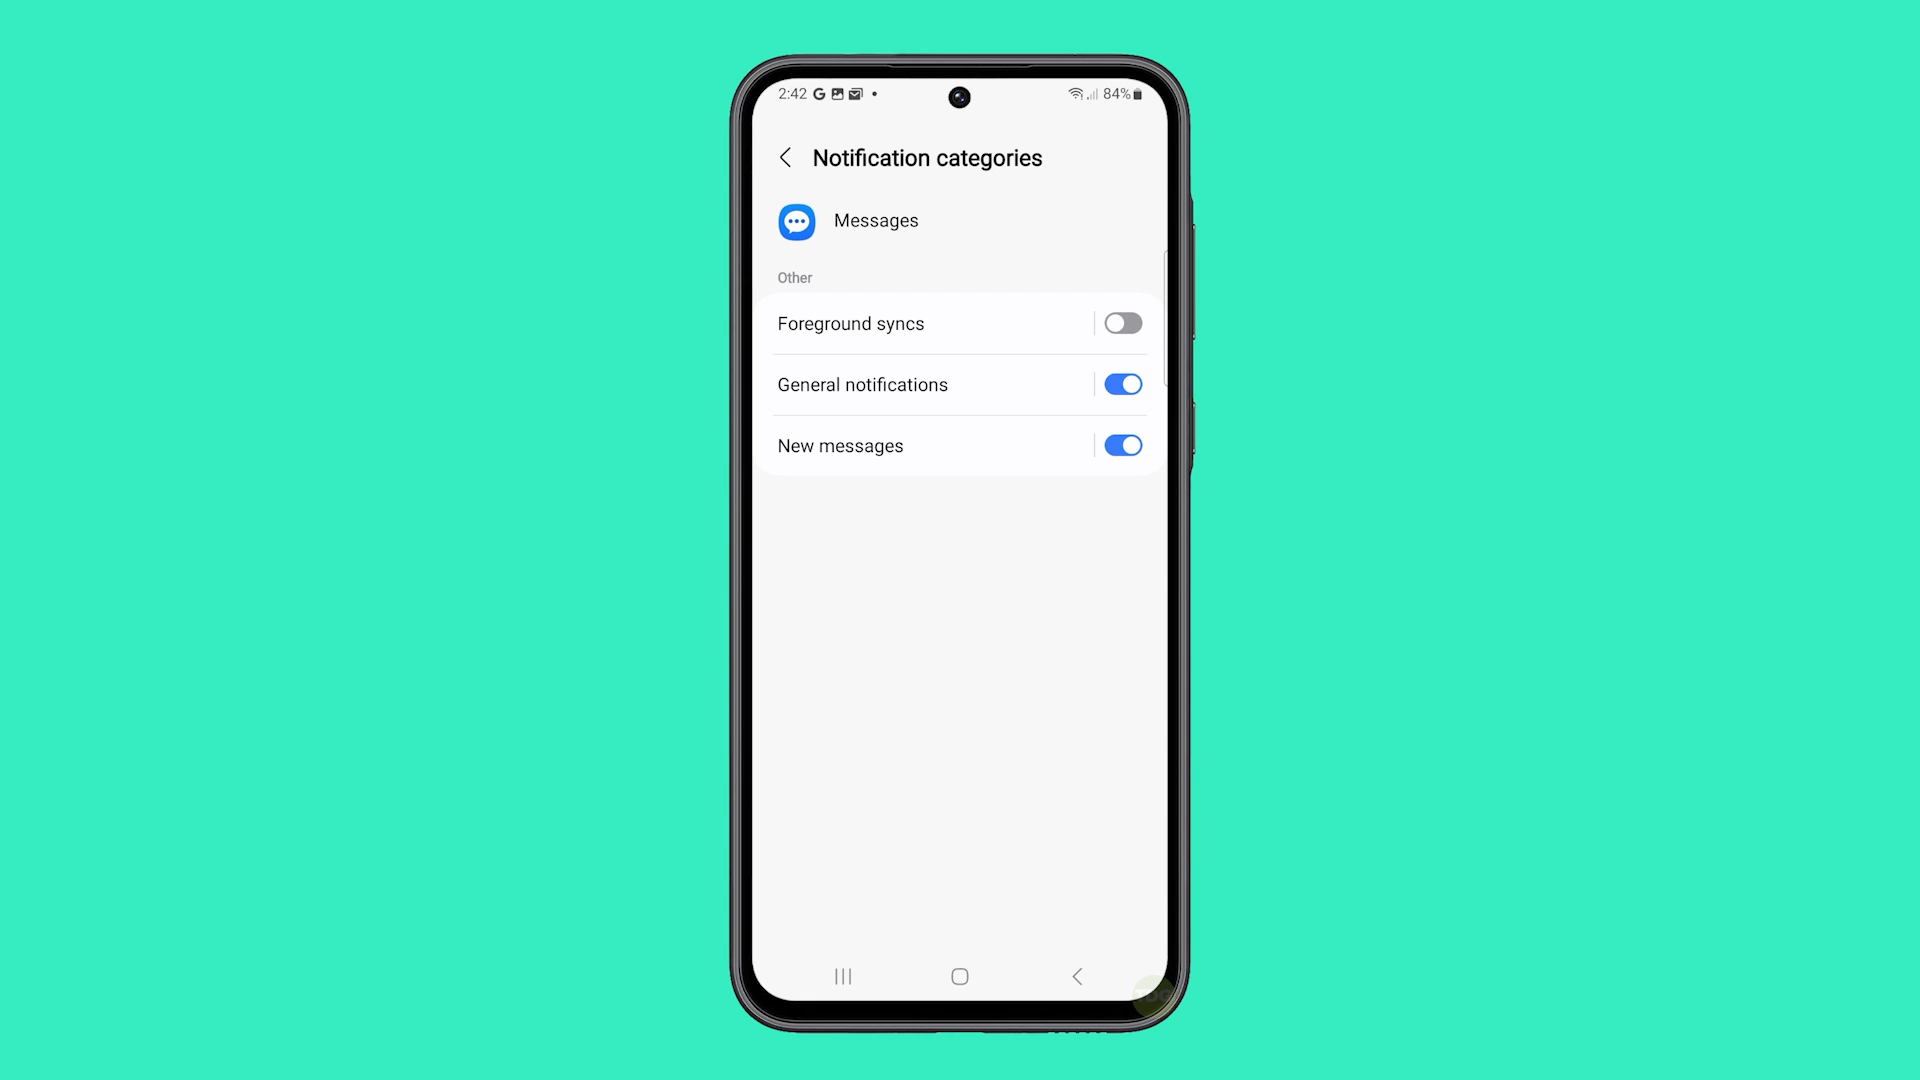 2:42
84%
Notification categories
Messages
Other
Foreground syncs
General notifications
New messages